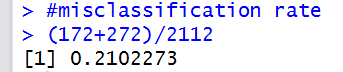 > #misclassification rate
> (172+272)/2112
[1] 0.2102273